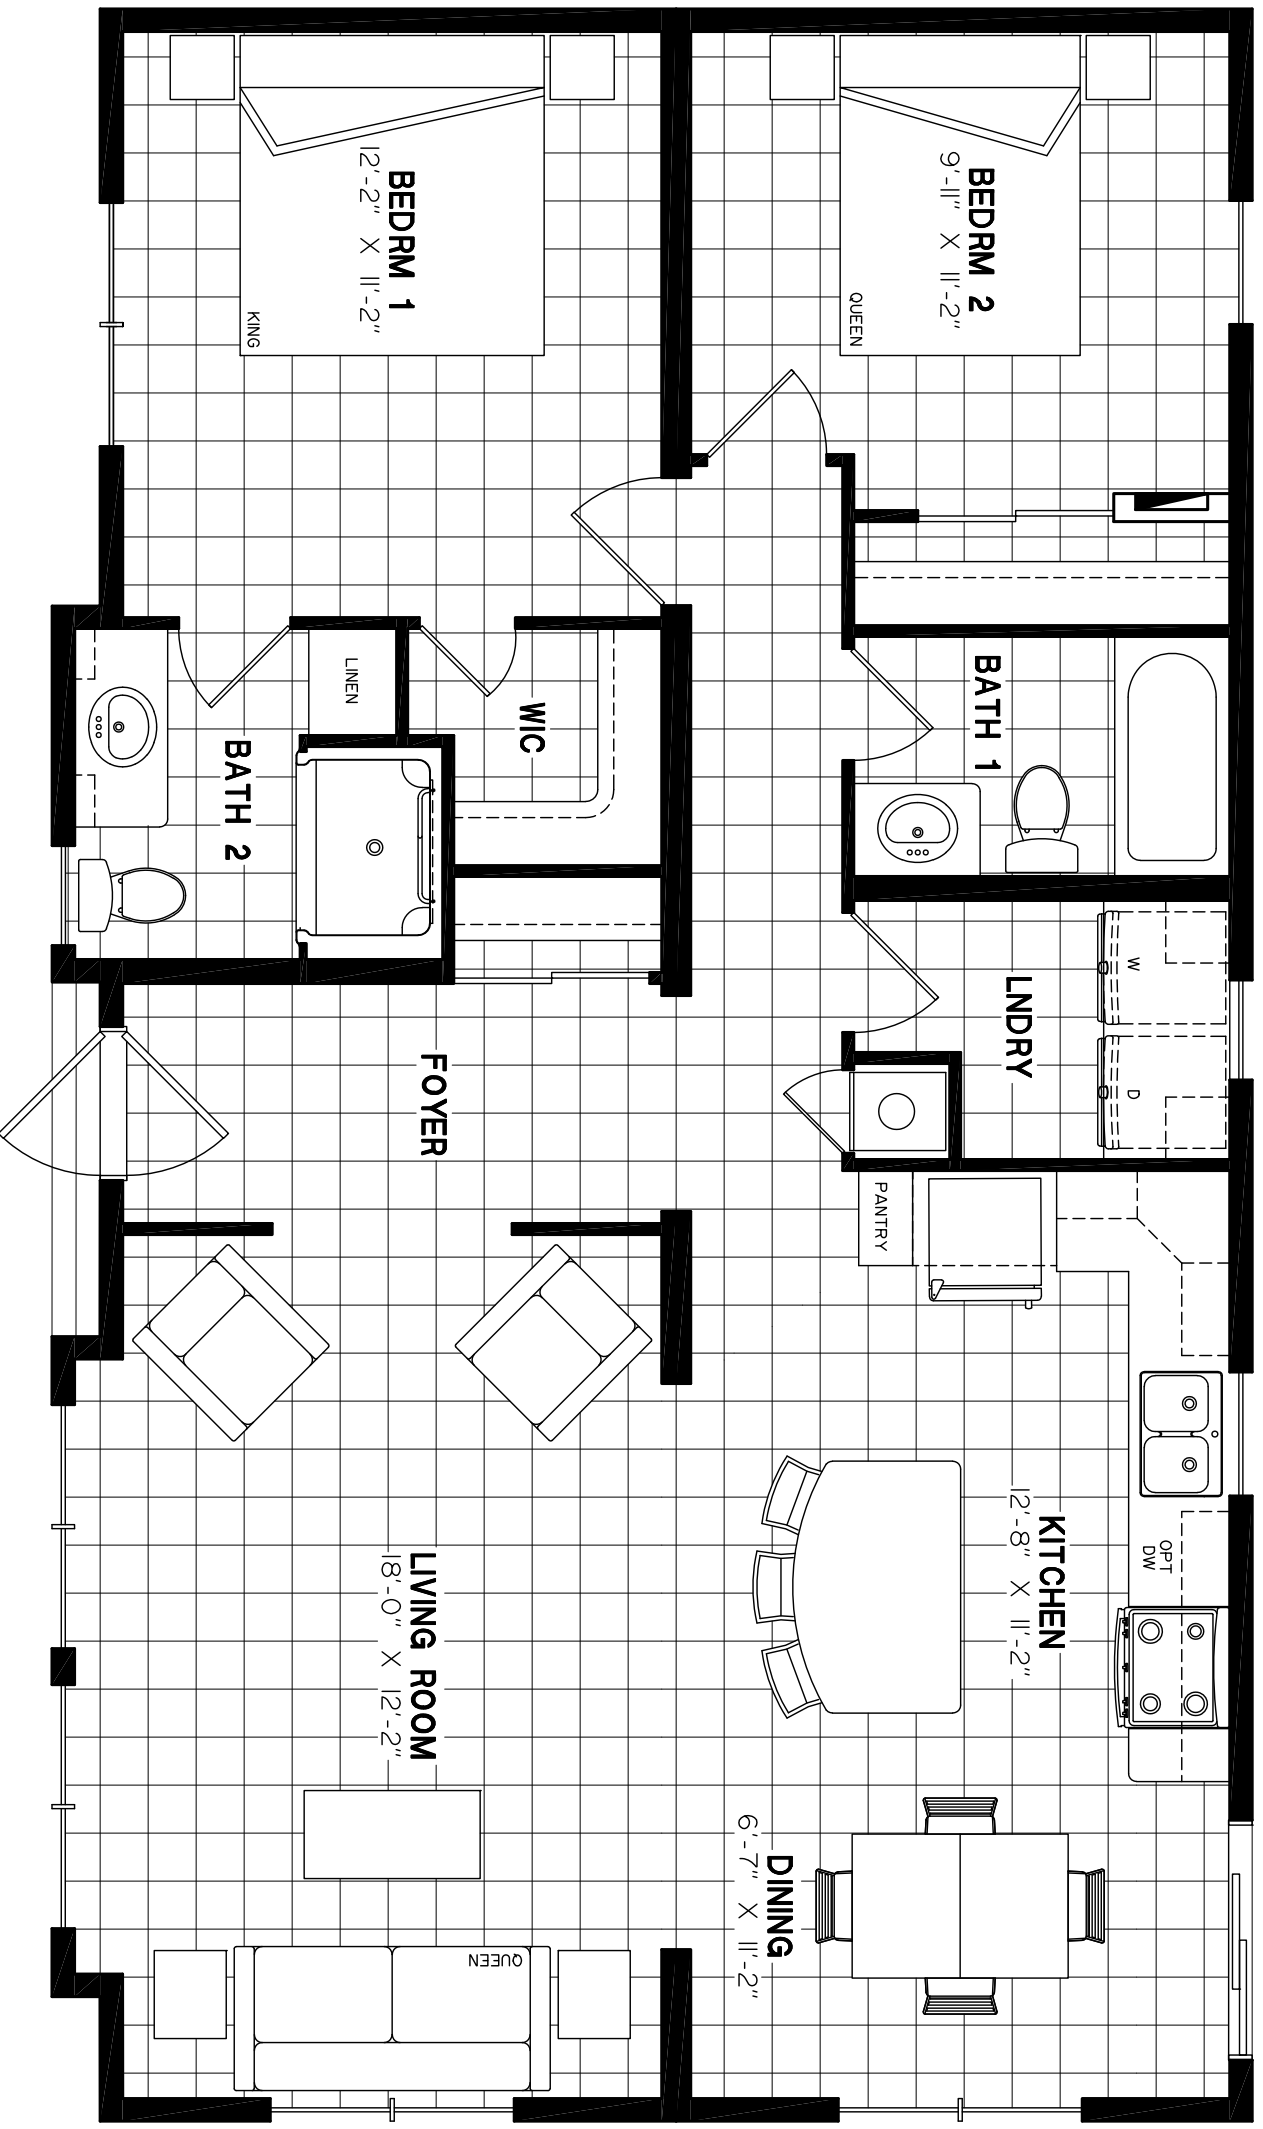 BEDRM 2
9'-11" X 11'-2"
QUEEN
BATH 1
LNDRY
W
D
PANTRY
KITCHEN
12'-8" X 11'-2"
OPT
DW
DINING
6'-7" X 11'-2"
BEDRM 1
12'-2" X 11'-2"
KING
WIC
LINEN
BATH 2
FOYER
LIVING ROOM
18'-0" X 12'-2"
QUEEN